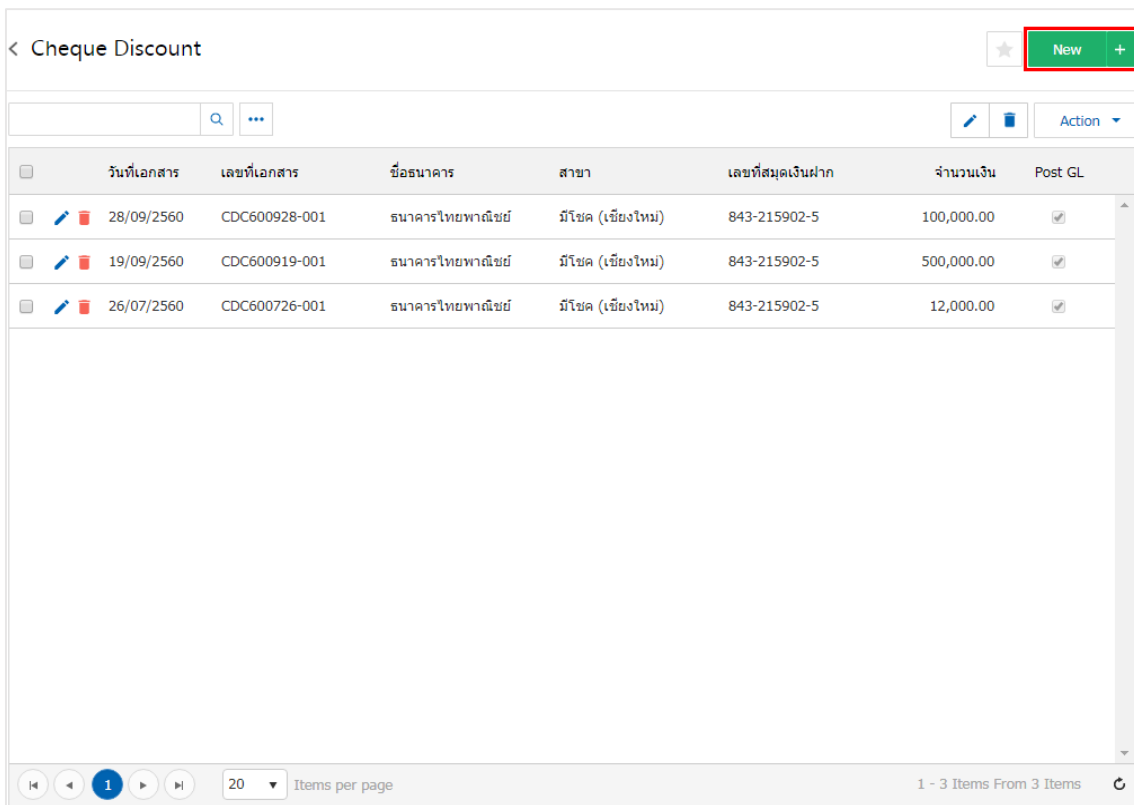 Cheque Discount
New +
Action
วันที่เอกสาร เลขที่เอกสาร ชื่อธนาคาร สาขา เลขที่สมุดเงินฝาก จำนวนเงิน Post GL
28/09/2560 CDC600928-001 ธนาคารไทยพาณิชย์ มีโชค (เชียงใหม่) 843-215902-5 100,000.00
19/09/2560 CDC600919-001 ธนาคารไทยพาณิชย์ มีโชค (เชียงใหม่) 843-215902-5 500,000.00
26/07/2560 CDC600726-001 ธนาคารไทยพาณิชย์ มีโชค (เชียงใหม่) 843-215902-5 12,000.00
1 20 Items per page 1 - 3 Items From 3 Items